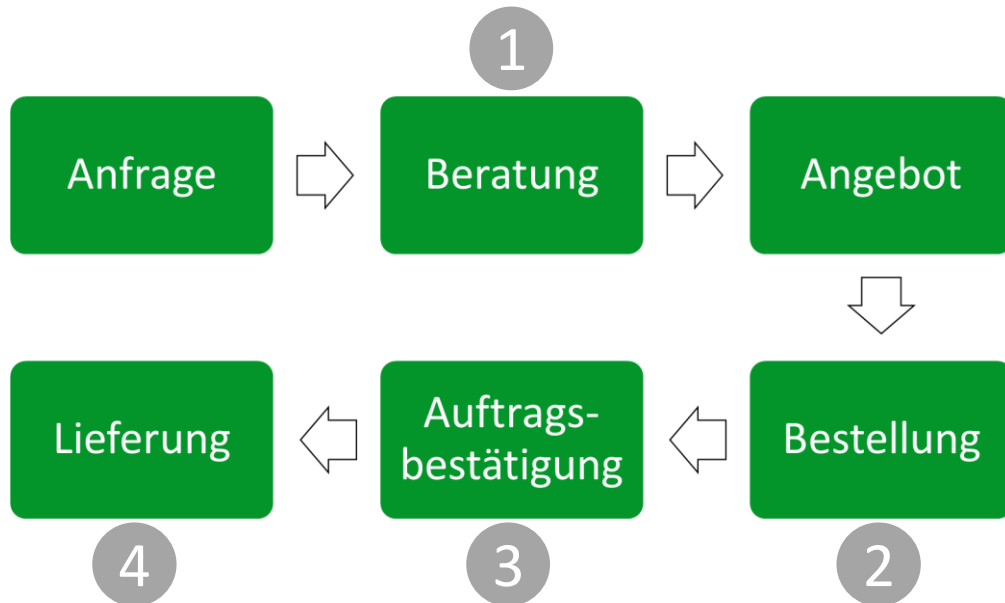 1
Anfrage
Beratung
Angebot
Lieferung
Auftrags-
bestätigung
Bestellung
4
3
2